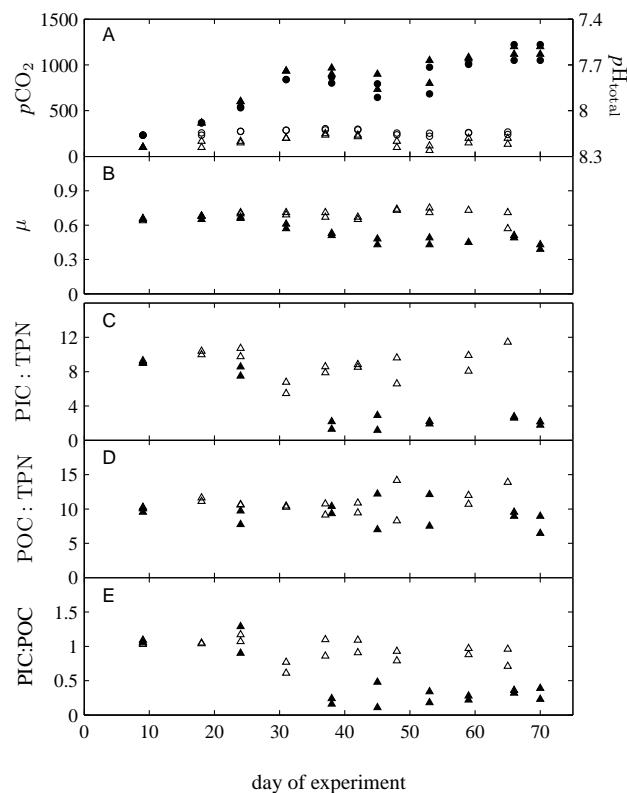 A
1500
1000
500
0
pCO2
7.4
7.7
8
8.3
pHtotal
B
0.9
0.6
0.3
0
μ
C
12
8
4
0
PIC : TPN
D
15
10
5
0
POC : TPN
E
1.5
1
0.5
0
PIC:POC
0 10 20 30 40 50 60 70
day of experiment